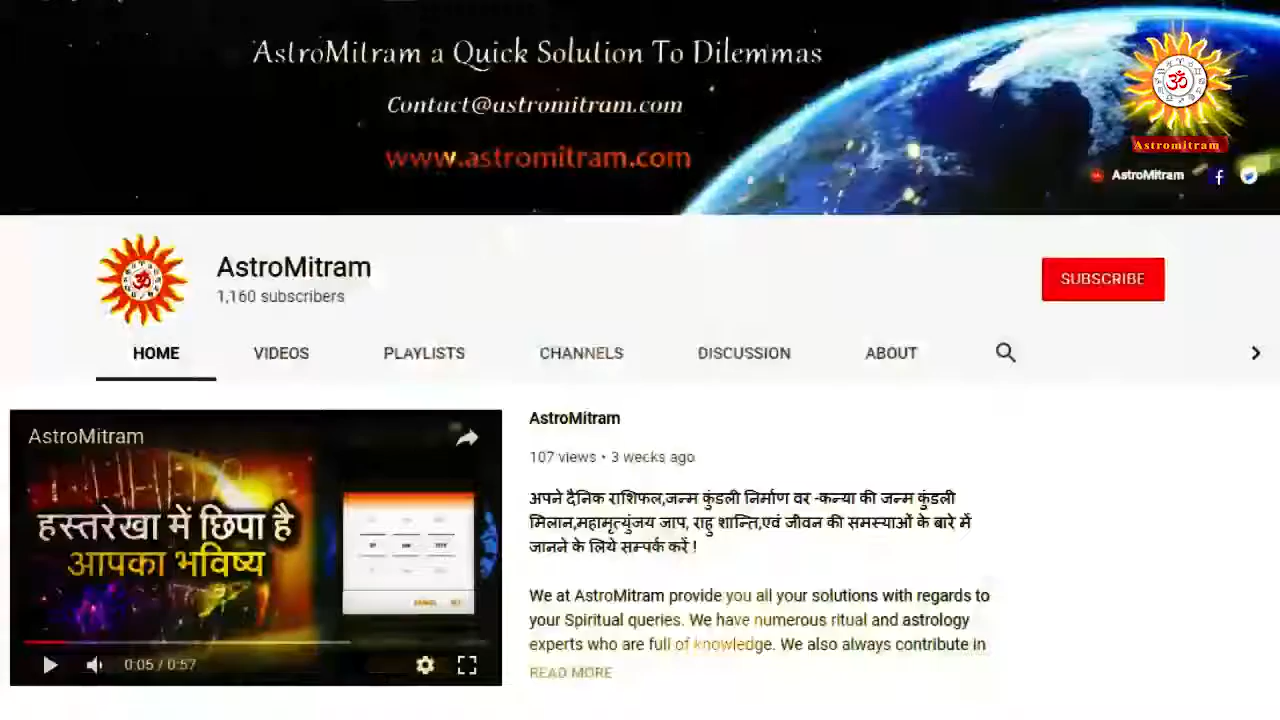 AstroMitram a Quick Solution To Dilemmas
Contact@astromitram.com
www.astromitram.com
Astromitram
AstroMitram
AstroMitram
1,160 subscribers
SUBSCRIBE
HOME VIDEOS PLAYLISTS CHANNELS DISCUSSION ABOUT
AstroMitram
हस्तरेखा में छिपा है
आपका भविष्य
0:05 / 0:57
AstroMitram
107 views • 3 weeks ago
अपने दैनिक राशिफल,जन्म कुंडली निर्माण वर -कन्या की जन्म कुंडली
मिलान,महामृत्युंजय जाप, राहु शान्ति,एवं जीवन की समस्याओं के बारे में
जानने के लिये सम्पर्क करें !
We at AstroMitram provide you all your solutions with regards to
your Spiritual queries. We have numerous ritual and astrology
experts who are full of knowledge. We also always contribute in
READ MORE